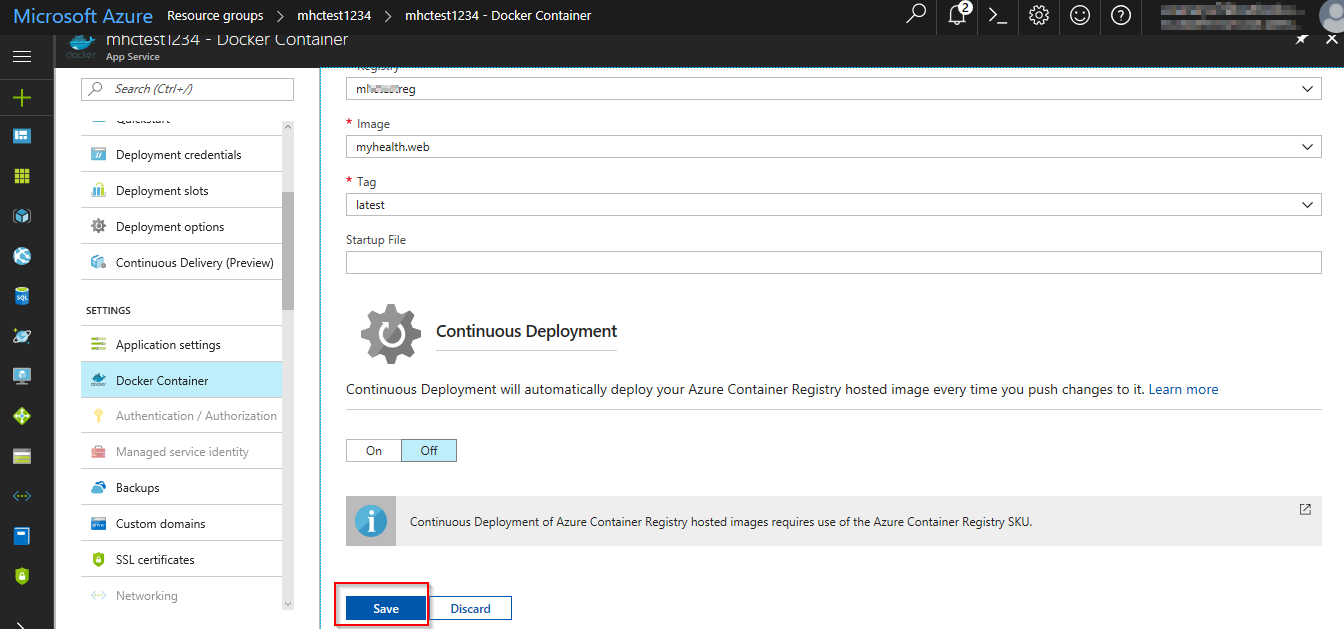 Microsoft Azure Resource groups > mhctest1234 > mhctest1234 - Docker Container
2
mhctest1234 - Docker Container
docker
App Service
Search (Ctrl+/)
Quickstart
Deployment credentials
Deployment slots
Deployment options
Continuous Delivery (Preview)
SETTINGS
Application settings
Docker Container
Authentication / Authorization
Managed service identity
Backups
Custom domains
SSL certificates
Networking
SQL
Registry
* Image
myhealth.web
* Tag
latest
Startup File
Continuous Deployment
Continuous Deployment will automatically deploy your Azure Container Registry hosted image every time you push changes to it. Learn more
On Off
Continuous Deployment of Azure Container Registry hosted images requires use of the Azure Container Registry SKU.
Save Discard